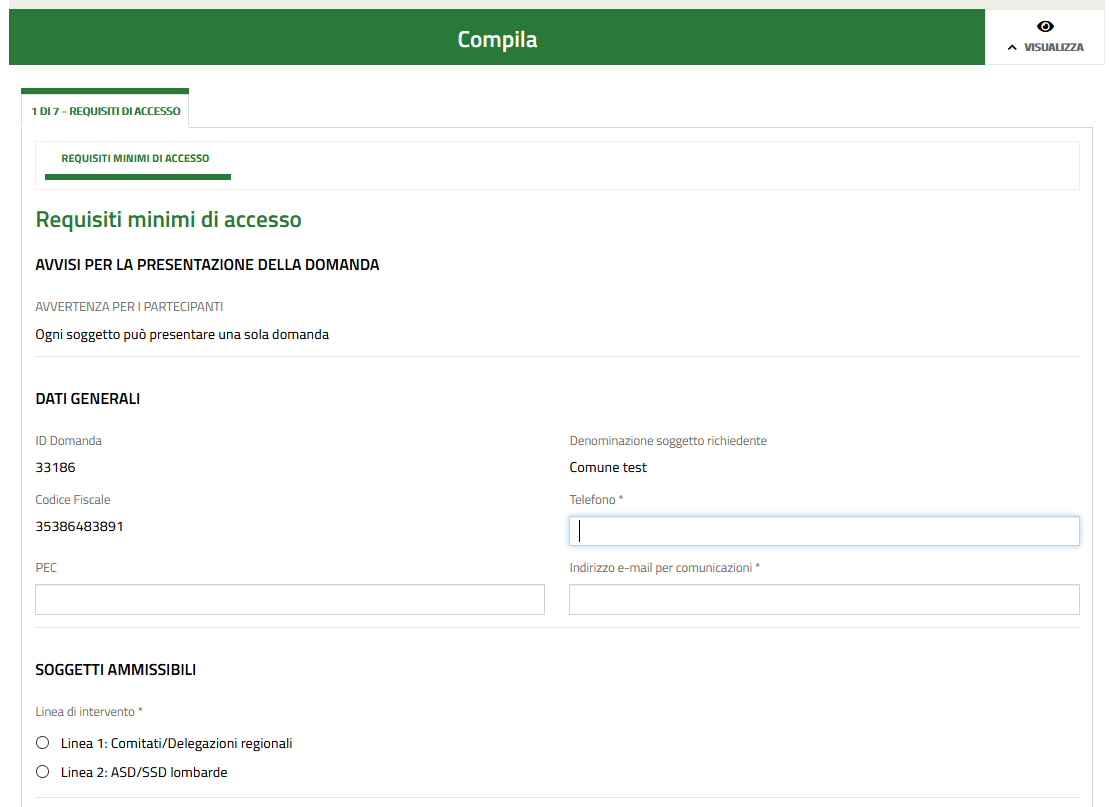 Compila
VISUALIZZA
1 DI 7 - REQUISITI DI ACCESSO
REQUISITI MINIMI DI ACCESSO
Requisiti minimi di accesso
AVVISI PER LA PRESENTAZIONE DELLA DOMANDA
AVVERTENZA PER I PARTECIPANTI
Ogni soggetto può presentare una sola domanda
DATI GENERALI
ID Domanda
33186
Denominazione soggetto richiedente
Comune test
Codice Fiscale
35386483891
Telefono *
PEC
Indirizzo e-mail per comunicazioni *
SOGGETTI AMMISSIBILI
Linea di intervento *
Linea 1: Comitati/Delegazioni regionali
Linea 2: ASD/SSD lombarde